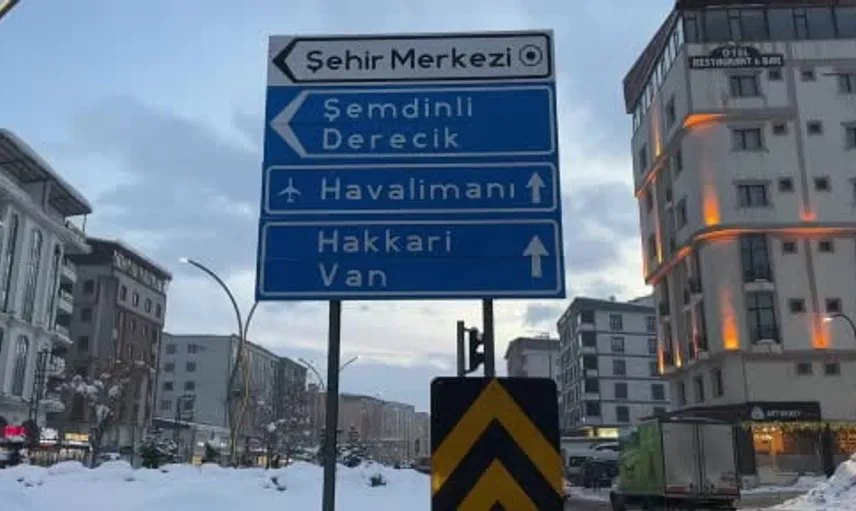 Şehir Merkezi
Şemdinli
Derecik
Havalimanı
Hakkari
Van
OTEL
RESTAURANT & BAR